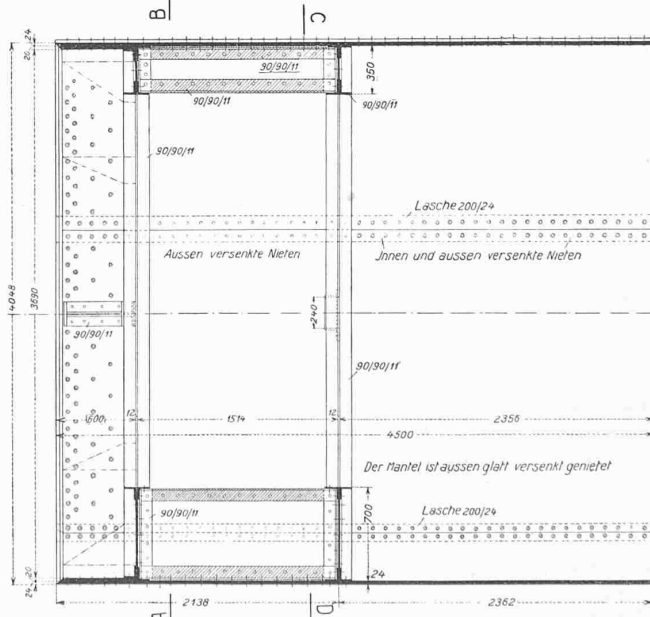 B
C
24
26
90/90/11
350
90/90/11
90/90/11
90/90/11
Lasche 200/24
Aussen versenkte Nieten
Jnnen und aussen versenkte Nieten
4048
3690
240
90/90/11
90/90/11
600
12
1514
12
2356
4500
Der Mantel ist aussen glatt versenkt genietet
90/90/11
700
Lasche 200/24
24
20
24
2138
2362
A
D